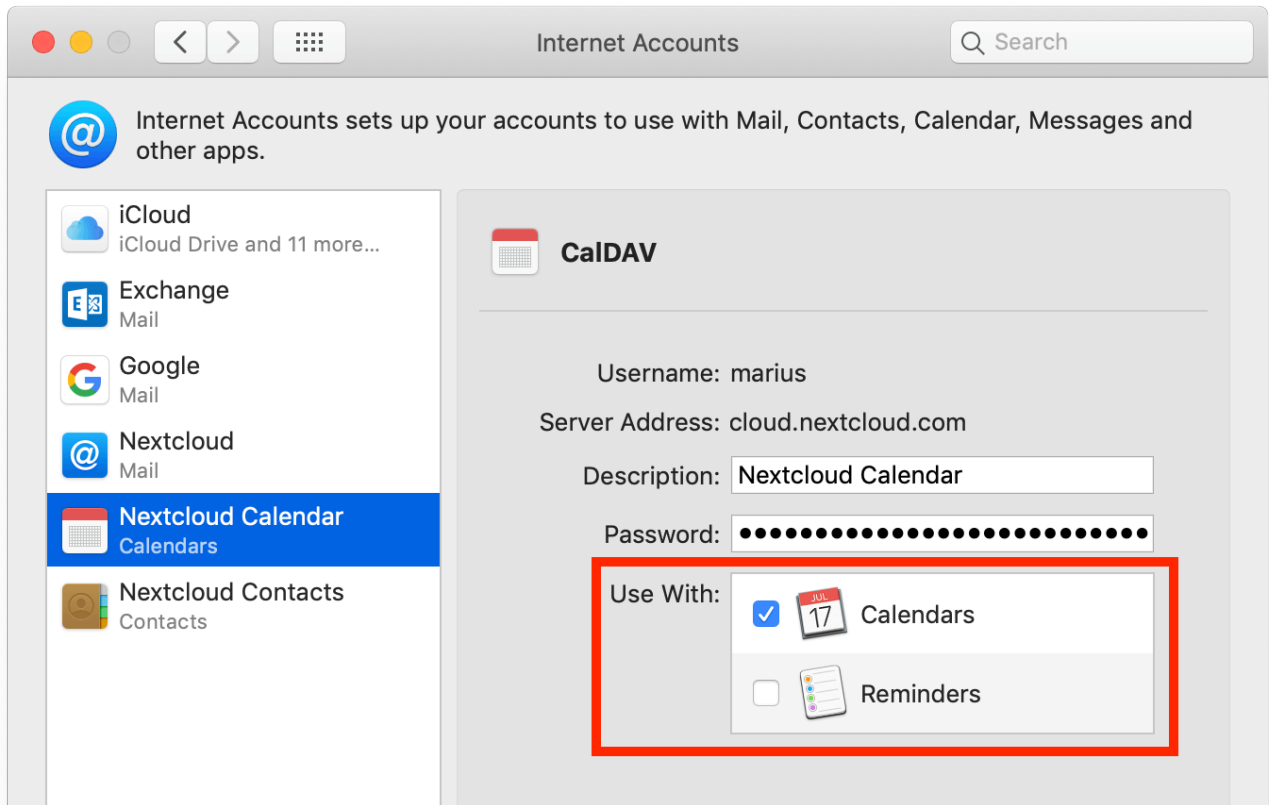 Internet Accounts
Search
Internet Accounts sets up your accounts to use with Mail, Contacts, Calendar, Messages and
other apps.
iCloud
iCloud Drive and 11 more...
Exchange
Mail
Google
Mail
Nextcloud
Mail
Nextcloud Calendar
Calendars
Nextcloud Contacts
Contacts
CalDAV
Username: marius
Server Address: cloud.nextcloud.com
Description: Nextcloud Calendar
Password: ●●●●●●●●●●●●●●●●●●●●●●●●●●●
Use With:
JUL
17
Calendars
Reminders